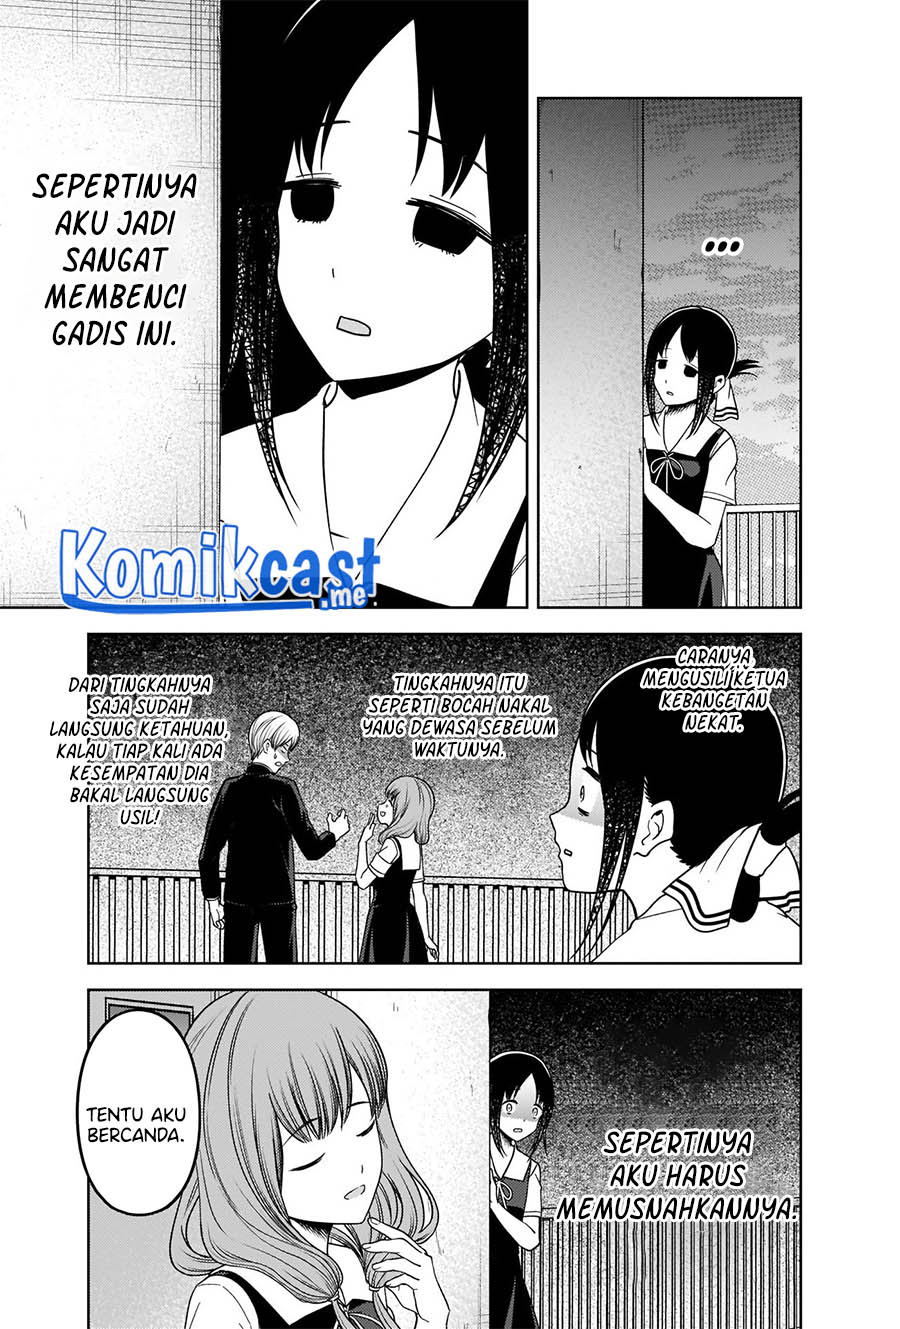 ...
SEPERTINYA
AKU JADI
SANGAT
MEMBENCI
GADIS INI.
Komikcast
.me
CARANYA
MENGUSILI KETUA
KEBANGETAN
NEKAT.
TINGKAHNYA ITU
SEPERTI BOCAH NAKAL
YANG DEWASA SEBELUM
WAKTUNYA.
DARI TINGKAHNYA
SAJA SUDAH
LANGSUNG KETAHUAN,
KALAU TIAP KALI ADA
KESEMPATAN DIA
BAKAL LANGSUNG
USIL!
SEPERTINYA
AKU HARUS
MEMUSNAHKANNYA.
TENTU AKU
BERCANDA.